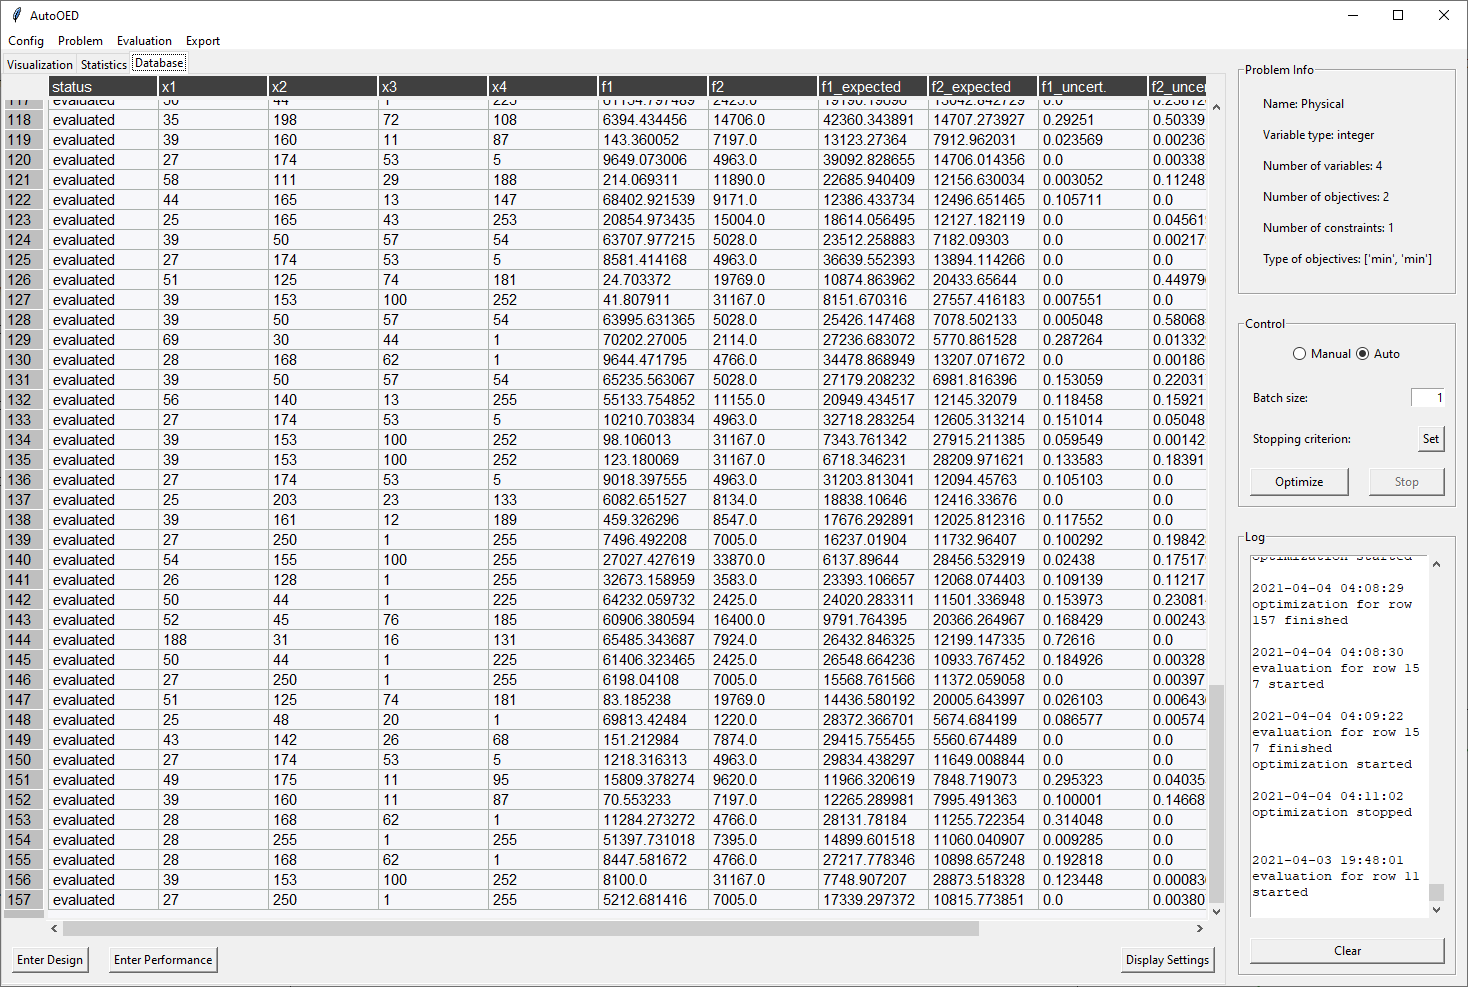 AutoOED
Config Problem Evaluation Export
Visualization Statistics Database
status x1 x2 x3 x4 f1 f2 f1_expected f2_expected f1_uncert. f2_uncer
117 evaluated 50 44 1 225 61134.797489 2425.0 0.0
118 evaluated 35 198 72 108 6394.434456 14706.0 42360.343891 14707.273927 0.29251 0.50339
119 evaluated 39 160 11 87 143.360052 7197.0 13123.27364 7912.962031 0.023569 0.00236
120 evaluated 27 174 53 5 9649.073006 4963.0 39092.828655 14706.014356 0.0 0.00338
121 evaluated 58 111 29 188 214.069311 11890.0 22685.940409 12156.630034 0.003052 0.11248
122 evaluated 44 165 13 147 68402.921539 9171.0 12386.433734 12496.651465 0.105711 0.0
123 evaluated 25 165 43 253 20854.973435 15004.0 18614.056495 12127.182119 0.0 0.04561
124 evaluated 39 50 57 54 63707.977215 5028.0 23512.258883 7182.09303 0.0 0.00217
125 evaluated 27 174 53 5 8581.414168 4963.0 36639.552393 13894.114266 0.0 0.0
126 evaluated 51 125 74 181 24.703372 19769.0 10874.863962 20433.65644 0.0 0.44979
127 evaluated 39 153 100 252 41.807911 31167.0 8151.670316 27557.416183 0.007551 0.0
128 evaluated 39 50 57 54 63995.631365 5028.0 25426.147468 7078.502133 0.005048 0.58068
129 evaluated 69 30 44 1 70202.27005 2114.0 27236.683072 5770.861528 0.287264 0.01332
130 evaluated 28 168 62 1 9644.471795 4766.0 34478.868949 13207.071672 0.0 0.00186
131 evaluated 39 50 57 54 65235.563067 5028.0 27179.208232 6981.816396 0.153059 0.22031
132 evaluated 56 140 13 255 55133.754852 11155.0 20949.434517 12145.32079 0.118458 0.15921
133 evaluated 27 174 53 5 10210.703834 4963.0 32718.283254 12605.313214 0.151014 0.05048
134 evaluated 39 153 100 252 98.106013 31167.0 7343.761342 27915.211385 0.059549 0.00142
135 evaluated 39 153 100 252 123.180069 31167.0 6718.346231 28209.971621 0.133583 0.18391
136 evaluated 27 174 53 5 9018.397555 4963.0 31203.813041 12094.45763 0.105103 0.0
137 evaluated 25 203 23 133 6082.651527 8134.0 18838.10646 12416.33676 0.0 0.0
138 evaluated 39 161 12 189 459.326296 8547.0 17676.292891 12025.812316 0.117552 0.0
139 evaluated 27 250 1 255 7496.492208 7005.0 16237.01904 11732.96407 0.100292 0.19842
140 evaluated 54 155 100 255 27027.427619 33870.0 6137.89644 28456.532919 0.02438 0.17517
141 evaluated 26 128 1 255 32673.158959 3583.0 23393.106657 12068.074403 0.109139 0.11217
142 evaluated 50 44 1 225 64232.059732 2425.0 24020.283311 11501.336948 0.153973 0.23081
143 evaluated 52 45 76 185 60906.380594 16400.0 9791.764395 20366.264967 0.168429 0.00243
144 evaluated 188 31 16 131 65485.343687 7924.0 26432.846325 12199.147335 0.72616 0.0
145 evaluated 50 44 1 225 61406.323465 2425.0 26548.664236 10933.767452 0.184926 0.00328
146 evaluated 27 250 1 255 6198.04108 7005.0 15568.761566 11372.059058 0.0 0.00397
147 evaluated 51 125 74 181 83.185238 19769.0 14436.580192 20005.643997 0.026103 0.00643
148 evaluated 25 48 20 1 69813.42484 1220.0 28372.366701 5674.684199 0.086577 0.00574
149 evaluated 43 142 26 68 151.212984 7874.0 29415.755455 5560.674489 0.0 0.0
150 evaluated 27 174 53 5 1218.316313 4963.0 29834.438297 11649.008844 0.0 0.0
151 evaluated 49 175 11 95 15809.378274 9620.0 11966.320619 7848.719073 0.295323 0.04035
152 evaluated 39 160 11 87 70.553233 7197.0 12265.289981 7995.491363 0.100001 0.14668
153 evaluated 28 168 62 1 11284.273272 4766.0 28131.78184 11255.722354 0.314048 0.0
154 evaluated 28 255 1 255 51397.731018 7395.0 14899.601518 11060.040907 0.009285 0.0
155 evaluated 28 168 62 1 8447.581672 4766.0 27217.778346 10898.657248 0.192818 0.0
156 evaluated 39 153 100 252 8100.0 31167.0 7748.907207 28873.518328 0.123448 0.00083
157 evaluated 27 250 1 255 5212.681416 7005.0 17339.297372 10815.773851 0.0 0.00380
Enter Design Enter Performance Display Settings
Problem Info
Name: Physical
Variable type: integer
Number of variables: 4
Number of objectives: 2
Number of constraints: 1
Type of objectives: ['min', 'min']
Control
Manual Auto
Batch size: 1
Stopping criterion: Set
Optimize Stop
Log
optimization started
2021-04-04 04:08:29
optimization for row
157 finished
2021-04-04 04:08:30
evaluation for row 15
7 started
2021-04-04 04:09:22
evaluation for row 15
7 finished
optimization started
2021-04-04 04:11:02
optimization stopped
2021-04-03 19:48:01
evaluation for row 11
started
Clear